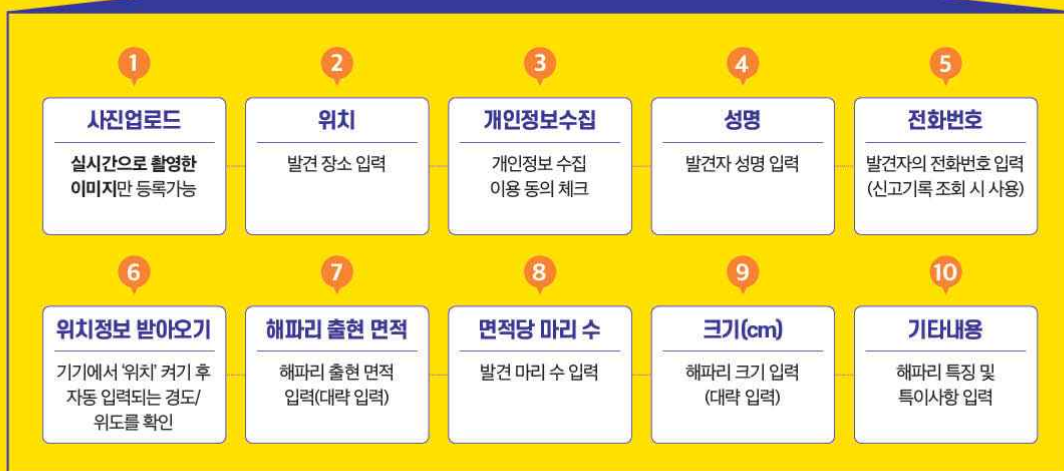 1
사진업로드
실시간으로 촬영한
이미지만 등록가능
2
위치
발견 장소 입력
3
개인정보수집
개인정보 수집
이용 동의 체크
4
성명
발견자 성명 입력
5
전화번호
발견자의 전화번호 입력
(신고기록 조회 시 사용)
6
위치정보 받아오기
기기에서 '위치' 켜기 후
자동 입력되는 경도/
위도를 확인
7
해파리 출현 면적
해파리 출현 면적
입력(대략 입력)
8
면적당 마리 수
발견 마리 수 입력
9
크기(cm)
해파리 크기 입력
(대략 입력)
10
기타내용
해파리 특징 및
특이사항 입력